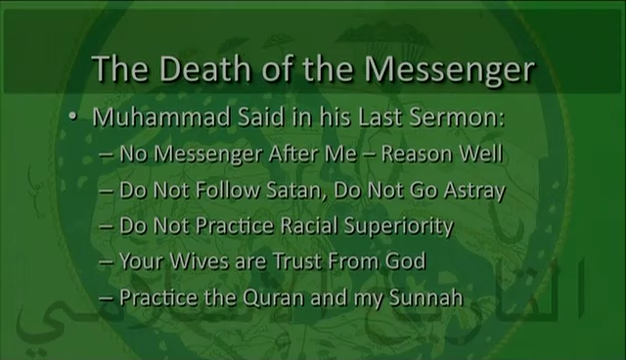 The Death of the Messenger
• Muhammad Said in his Last Sermon:
– No Messenger After Me – Reason Well
– Do Not Follow Satan, Do Not Go Astray
– Do Not Practice Racial Superiority
– Your Wives are Trust From God
– Practice the Quran and my Sunnah
التاريخ الإسلامي